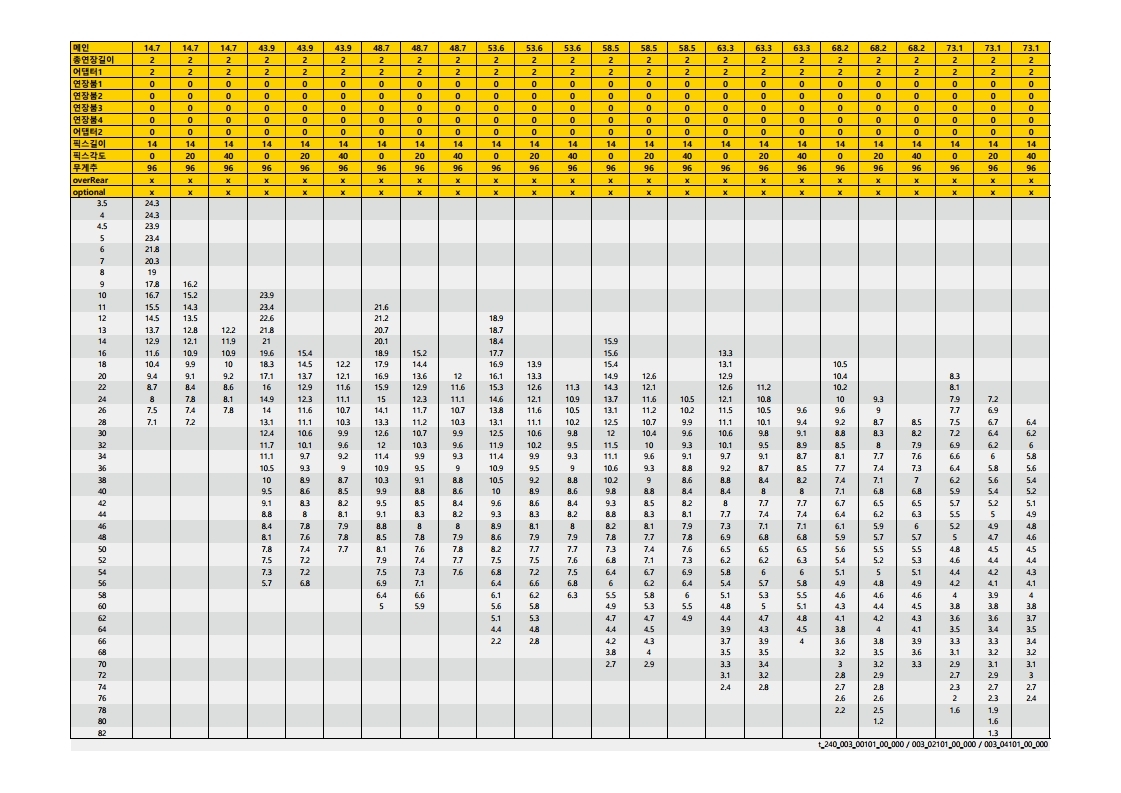 메인 14.7 14.7 14.7 43.9 43.9 43.9 48.7 48.7 48.7 53.6 53.6 53.6 58.5 58.5 58.5 63.3 63.3 63.3 68.2 68.2 68.2 73.1 73.1 73.1
총연장길이 2 2 2 2 2 2 2 2 2 2 2 2 2 2 2 2 2 2 2 2 2 2 2 2
어댑터1 2 2 2 2 2 2 2 2 2 2 2 2 2 2 2 2 2 2 2 2 2 2 2 2
연장붐1 0 0 0 0 0 0 0 0 0 0 0 0 0 0 0 0 0 0 0 0 0 0 0 0
연장붐2 0 0 0 0 0 0 0 0 0 0 0 0 0 0 0 0 0 0 0 0 0 0 0 0
연장붐3 0 0 0 0 0 0 0 0 0 0 0 0 0 0 0 0 0 0 0 0 0 0 0 0
연장붐4 0 0 0 0 0 0 0 0 0 0 0 0 0 0 0 0 0 0 0 0 0 0 0 0
어댑터2 0 0 0 0 0 0 0 0 0 0 0 0 0 0 0 0 0 0 0 0 0 0 0 0
픽스길이 14 14 14 14 14 14 14 14 14 14 14 14 14 14 14 14 14 14 14 14 14 14 14 14
픽스각도 0 20 40 0 20 40 0 20 40 0 20 40 0 20 40 0 20 40 0 20 40 0 20 40
무게추 96 96 96 96 96 96 96 96 96 96 96 96 96 96 96 96 96 96 96 96 96 96 96 96
overRear x x x x x x x x x x x x x x x x x x x x x x x x
optional x x x x x x x x x x x x x x x x x x x x x x x x
3.5 24.3
4 24.3
4.5 23.9
5 23.4
6 21.8
7 20.3
8 19
9 17.8 16.2
10 16.7 15.2 23.9
11 15.5 14.3 23.4 21.6
12 14.5 13.5 22.6 21.2 18.9
13 13.7 12.8 12.2 21.8 20.7 18.7
14 12.9 12.1 11.9 21 20.1 18.4 15.9
16 11.6 10.9 10.9 19.6 15.4 18.9 15.2 17.7 15.6 13.3
18 10.4 9.9 10 18.3 14.5 12.2 17.9 14.4 16.9 13.9 15.4 13.1 10.5
20 9.4 9.1 9.2 17.1 13.7 12.1 16.9 13.6 12 16.1 13.3 14.9 12.6 12.9 10.4 8.3
22 8.7 8.4 8.6 16 12.9 11.6 15.9 12.9 11.6 15.3 12.6 11.3 14.3 12.1 12.6 11.2 10.2 8.1
24 8 7.8 8.1 14.9 12.3 11.1 15 12.3 11.1 14.6 12.1 10.9 13.7 11.6 10.5 12.1 10.8 10 9.3 7.9 7.2
26 7.5 7.4 7.8 14 11.6 10.7 14.1 11.7 10.7 13.8 11.6 10.5 13.1 11.2 10.2 11.5 10.5 9.6 9.6 9 7.7 6.9
28 7.1 7.2 13.1 11.1 10.3 13.3 11.2 10.3 13.1 11.1 10.2 12.5 10.7 9.9 11.1 10.1 9.4 9.2 8.7 8.5 7.5 6.7 6.4
30 12.4 10.6 9.9 12.6 10.7 9.9 12.5 10.6 9.8 12 10.4 9.6 10.6 9.8 9.1 8.8 8.3 8.2 7.2 6.4 6.2
32 11.7 10.1 9.6 12 10.3 9.6 11.9 10.2 9.5 11.5 10 9.3 10.1 9.5 8.9 8.5 8 7.9 6.9 6.2 6
34 11.1 9.7 9.2 11.4 9.9 9.3 11.4 9.9 9.3 11.1 9.6 9.1 9.7 9.1 8.7 8.1 7.7 7.6 6.6 6 5.8
36 10.5 9.3 9 10.9 9.5 9 10.9 9.5 9 10.6 9.3 8.8 9.2 8.7 8.5 7.7 7.4 7.3 6.4 5.8 5.6
38 10 8.9 8.7 10.3 9.1 8.8 10.5 9.2 8.8 10.2 9 8.6 8.8 8.4 8.2 7.4 7.1 7 6.2 5.6 5.4
40 9.5 8.6 8.5 9.9 8.8 8.6 10 8.9 8.6 9.8 8.8 8.4 8.4 8 8 7.1 6.8 6.8 5.9 5.4 5.2
42 9.1 8.3 8.2 9.5 8.5 8.4 9.6 8.6 8.4 9.3 8.5 8.2 8 7.7 7.7 6.7 6.5 6.5 5.7 5.2 5.1
44 8.8 8 8.1 9.1 8.3 8.2 9.3 8.3 8.2 8.8 8.3 8.1 7.7 7.4 7.4 6.4 6.2 6.3 5.5 5 4.9
46 8.4 7.8 7.9 8.8 8 8 8.9 8.1 8 8.2 8.1 7.9 7.3 7.1 7.1 6.1 5.9 6 5.2 4.9 4.8
48 8.1 7.6 7.8 8.5 7.8 7.9 8.6 7.9 7.9 7.8 7.7 7.8 6.9 6.8 6.8 5.9 5.7 5.7 5 4.7 4.6
50 7.8 7.4 7.7 8.1 7.6 7.8 8.2 7.7 7.7 7.3 7.4 7.6 6.5 6.5 6.5 5.6 5.5 5.5 4.8 4.5 4.5
52 7.5 7.2 7.9 7.4 7.7 7.5 7.5 7.6 6.8 7.1 7.3 6.2 6.2 6.3 5.4 5.2 5.3 4.6 4.4 4.4
54 7.3 7.2 7.5 7.3 7.6 6.8 7.2 7.5 6.4 6.7 6.9 5.8 6 6 5.1 5 5.1 4.4 4.2 4.3
56 5.7 6.8 6.9 7.1 6.4 6.6 6.8 6 6.2 6.4 5.4 5.7 5.8 4.9 4.8 4.9 4.2 4.1 4.1
58 6.4 6.6 6.1 6.2 6.3 5.5 5.8 6 5.1 5.3 5.5 4.6 4.6 4.6 4 3.9 4
60 5 5.9 5.6 5.8 4.9 5.3 5.5 4.8 5 5.1 4.3 4.4 4.5 3.8 3.8 3.8
62 5.1 5.3 4.7 4.7 4.9 4.4 4.7 4.8 4.1 4.2 4.3 3.6 3.6 3.7
64 4.4 4.8 4.4 4.5 3.9 4.3 4.5 3.8 4 4.1 3.5 3.4 3.5
66 2.2 2.8 4.2 4.3 3.7 3.9 4 3.6 3.8 3.9 3.3 3.3 3.4
68 3.8 4 3.5 3.5 3.2 3.5 3.6 3.1 3.2 3.2
70 2.7 2.9 3.3 3.4 3 3.2 3.3 2.9 3.1 3.1
72 3.1 3.2 2.8 2.9 2.7 2.9 3
74 2.4 2.8 2.7 2.8 2.3 2.7 2.7
76 2.6 2.6 2 2.3 2.4
78 2.2 2.5 1.6 1.9
80 1.2 1.6
82 1.3
t_240_003_00101_00_000 / 003_02101_00_000 / 003_04101_00_000